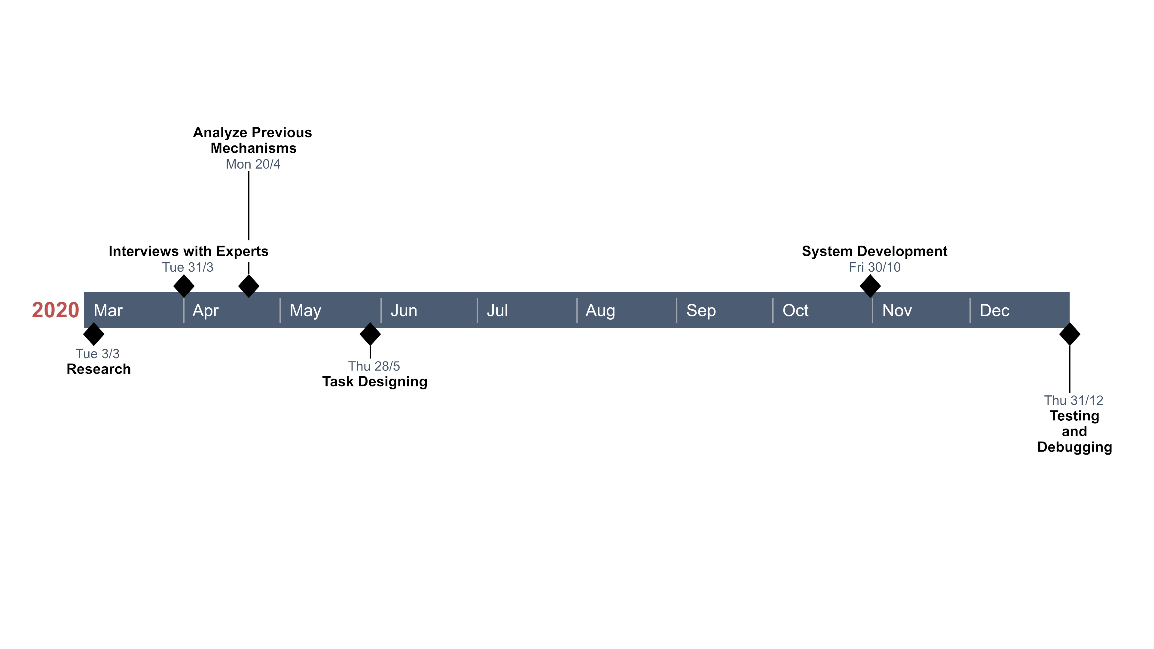 Analyze Previous
Mechanisms
Mon 20/4
Interviews with Experts
Tue 31/3
System Development
Fri 30/10
2020
Mar Apr May Jun Jul Aug Sep Oct Nov Dec
Tue 3/3
Research
Thu 28/5
Task Designing
Thu 31/12
Testing
and
Debugging